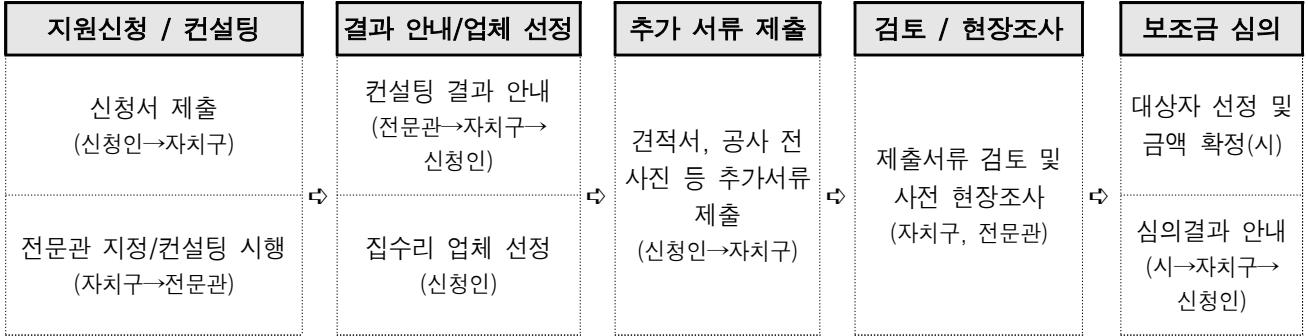 지원신청 / 컨설팅
신청서 제출
(신청인→자치구)
전문관 지정/컨설팅 시행
(자치구→전문관)
⇨
결과 안내/업체 선정
컨설팅 결과 안내
(전문관→자치구→
신청인)
집수리 업체 선정
(신청인)
⇨
추가 서류 제출
견적서, 공사 전
사진 등 추가서류
제출
(신청인→자치구)
⇨
검토 / 현장조사
제출서류 검토 및
사전 현장조사
(자치구, 전문관)
⇨
보조금 심의
대상자 선정 및
금액 확정(시)
심의결과 안내
(시→자치구→
신청인)